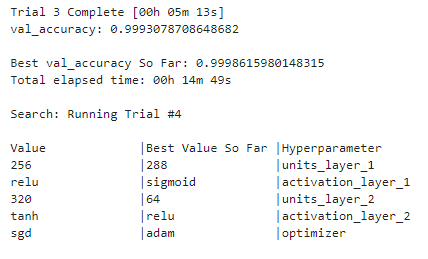 Trial 3 Complete [00h 05m 13s]
val_accuracy: 0.9993078708648682
Best val_accuracy So Far: 0.9998615980148315
Total elapsed time: 00h 14m 49s
Search: Running Trial #4
Value |Best Value So Far |Hyperparameter
256 |288 |units_layer_1
relu |sigmoid |activation_layer_1
320 |64 |units_layer_2
tanh |relu |activation_layer_2
sgd |adam |optimizer